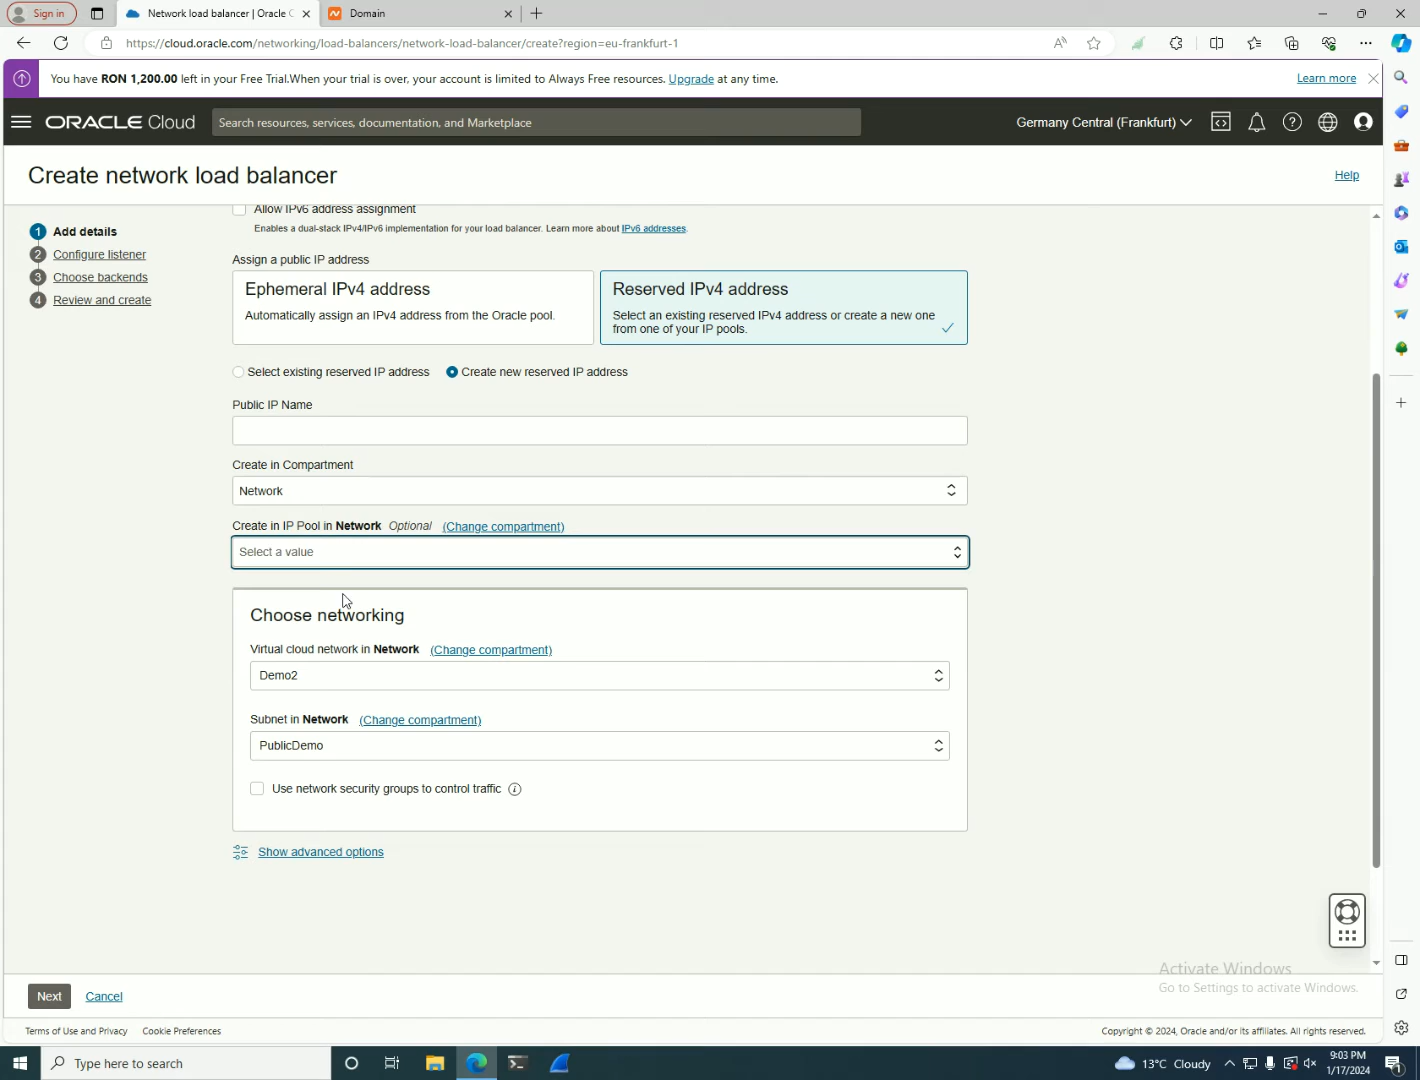 Sign in
Network load balancer | Oracle C
Domain
https://cloud.oracle.com/networking/load-balancers/network-load-balancer/create?region=eu-frankfurt-1
You have RON 1,200.00 left in your Free Trial.When your trial is over, your account is limited to Always Free resources. Upgrade at any time.
Learn more
ORACLE Cloud
Search resources, services, documentation, and Marketplace
Germany Central (Frankfurt)
Create network load balancer
Help
1 Add details
2 Configure listener
3 Choose backends
4 Review and create
Allow IPv6 address assignment
Enables a dual-stack IPv4/IPv6 implementation for your load balancer. Learn more about IPv6 addresses.
Assign a public IP address
Ephemeral IPv4 address
Automatically assign an IPv4 address from the Oracle pool.
Reserved IPv4 address
Select an existing reserved IPv4 address or create a new one
from one of your IP pools.
Select existing reserved IP address
Create new reserved IP address
Public IP Name
Create in Compartment
Network
Create in IP Pool in Network Optional (Change compartment)
Select a value
Choose networking
Virtual cloud network in Network (Change compartment)
Demo2
Subnet in Network (Change compartment)
PublicDemo
Use network security groups to control traffic
Show advanced options
Activate Windows
Go to Settings to activate Windows.
Next
Cancel
Terms of Use and Privacy
Cookie Preferences
Copyright © 2024, Oracle and/or its affiliates. All rights reserved.
Type here to search
13°C Cloudy
9:03 PM
1/17/2024
1